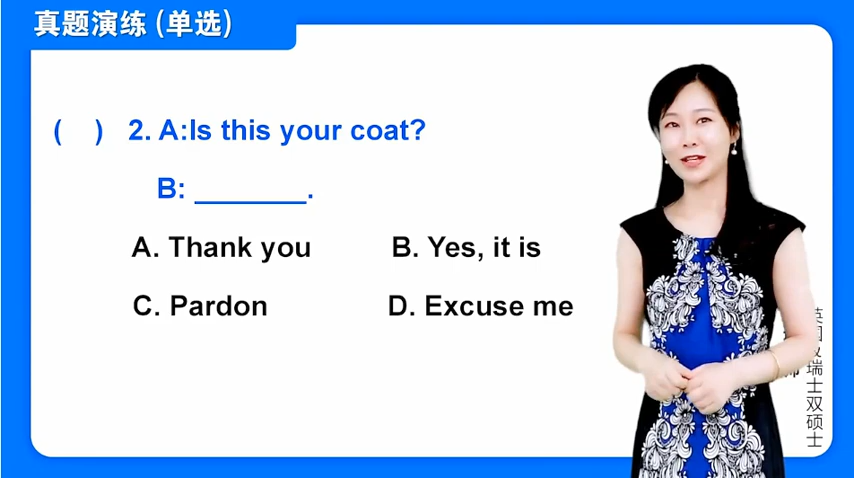 真题演练 (单选)
(   ) 2. A:Is this your coat?
B: _______.
A. Thank you   B. Yes, it is
C. Pardon   D. Excuse me
瑞士双硕士